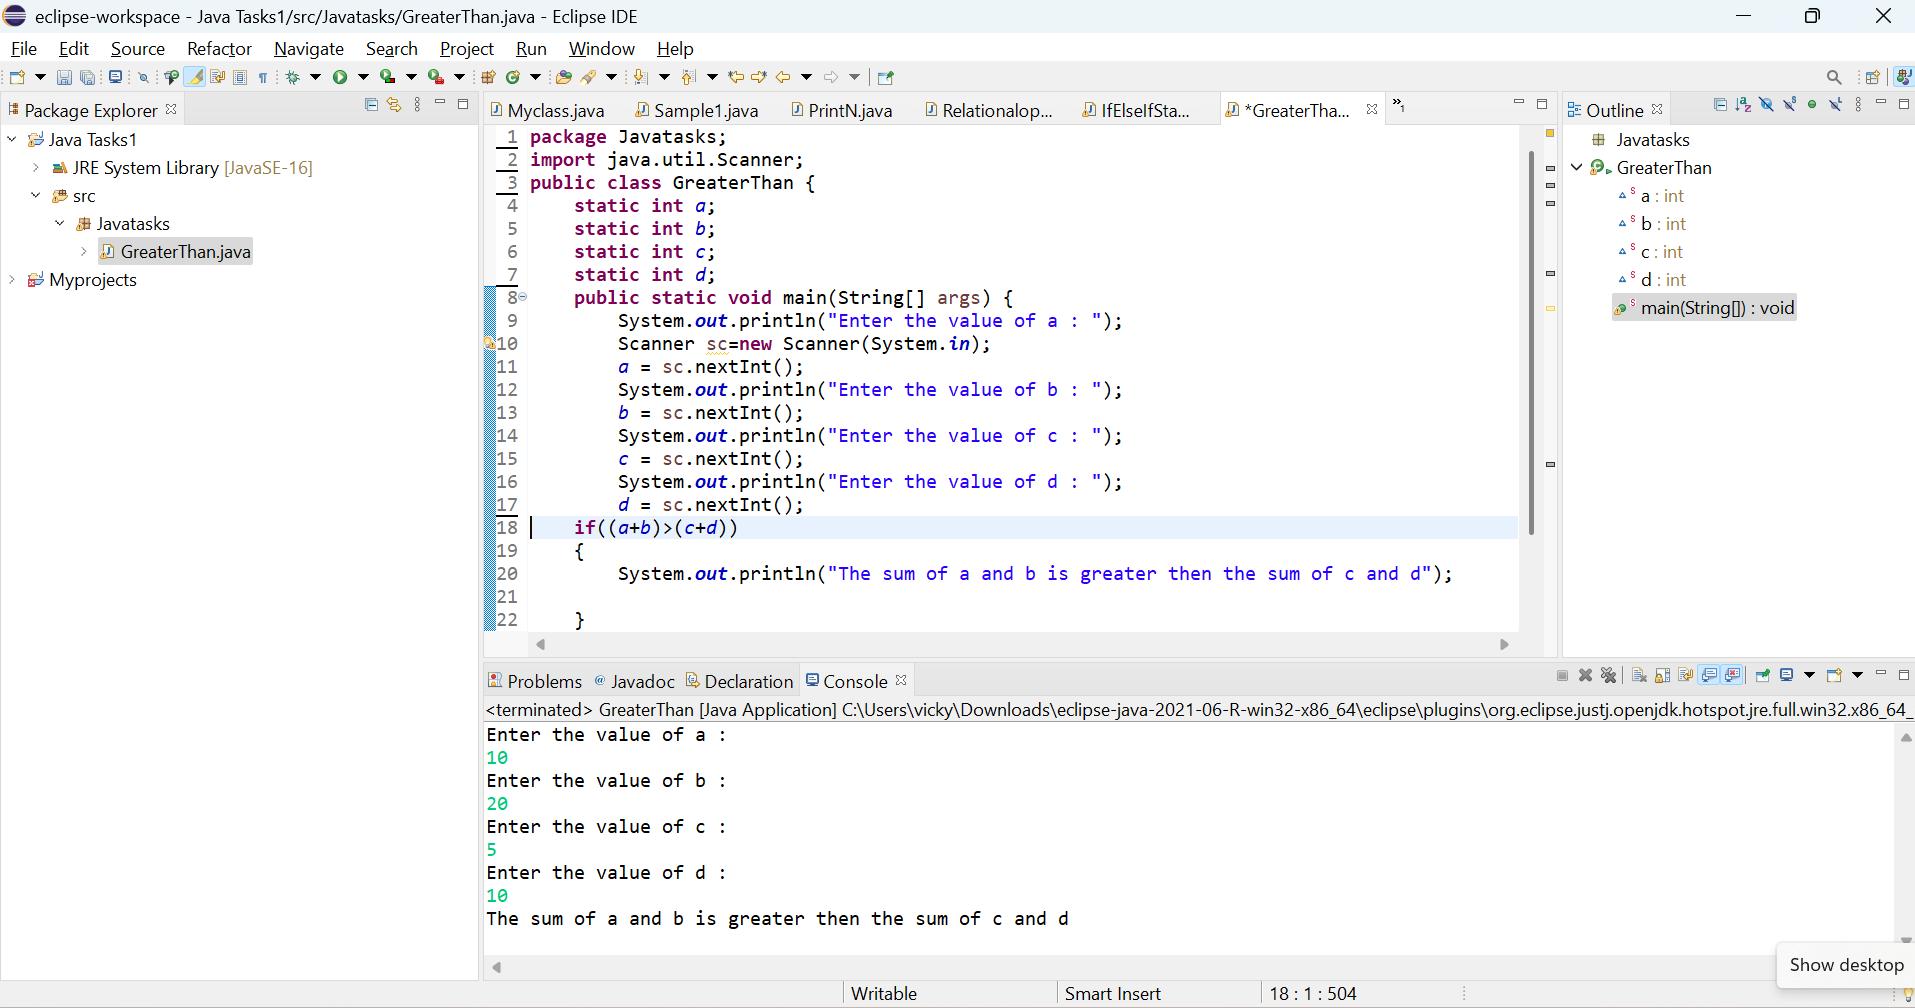 eclipse-workspace - Java Tasks1/src/Javatasks/GreaterThan.java - Eclipse IDE
File Edit Source Refactor Navigate Search Project Run Window Help
Package Explorer
Java Tasks1
JRE System Library [JavaSE-16]
src
Javatasks
GreaterThan.java
Myprojects
Myclass.java Sample1.java PrintN.java Relationalop... IfElseIfSta... *GreaterTha... »1
1 package Javatasks;
2 import java.util.Scanner;
3 public class GreaterThan {
4 static int a;
5 static int b;
6 static int c;
7 static int d;
8 public static void main(String[] args) {
9 System.out.println("Enter the value of a : ");
10 Scanner sc=new Scanner(System.in);
11 a = sc.nextInt();
12 System.out.println("Enter the value of b : ");
13 b = sc.nextInt();
14 System.out.println("Enter the value of c : ");
15 c = sc.nextInt();
16 System.out.println("Enter the value of d : ");
17 d = sc.nextInt();
18 if((a+b)>(c+d))
19 {
20 System.out.println("The sum of a and b is greater then the sum of c and d");
21
22 }
Outline
Javatasks
GreaterThan
a : int
b : int
c : int
d : int
main(String[]) : void
Problems @ Javadoc Declaration Console
<terminated> GreaterThan [Java Application] C:\Users\vicky\Downloads\eclipse-java-2021-06-R-win32-x86_64\eclipse\plugins\org.eclipse.justj.openjdk.hotspot.jre.full.win32.x86_64_
Enter the value of a :
10
Enter the value of b :
20
Enter the value of c :
5
Enter the value of d :
10
The sum of a and b is greater then the sum of c and d
Show desktop
Writable Smart Insert 18 : 1 : 504